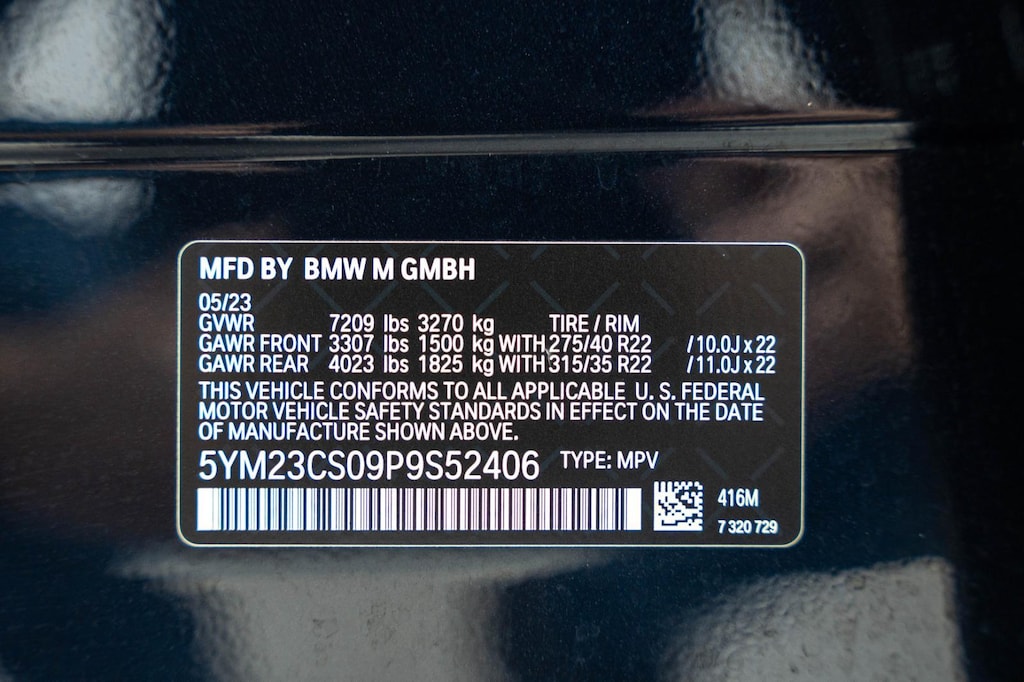 MFD BY BMW M GMBH
05/23
GVWR 7209 lbs 3270 kg TIRE / RIM
GAWR FRONT 3307 lbs 1500 kg WITH 275/40 R22 / 10.0J x 22
GAWR REAR 4023 lbs 1825 kg WITH 315/35 R22 / 11.0J x 22
THIS VEHICLE CONFORMS TO ALL APPLICABLE U. S. FEDERAL
MOTOR VEHICLE SAFETY STANDARDS IN EFFECT ON THE DATE
OF MANUFACTURE SHOWN ABOVE.
5YM23CS09P9S52406 TYPE: MPV
416M
7 320 729